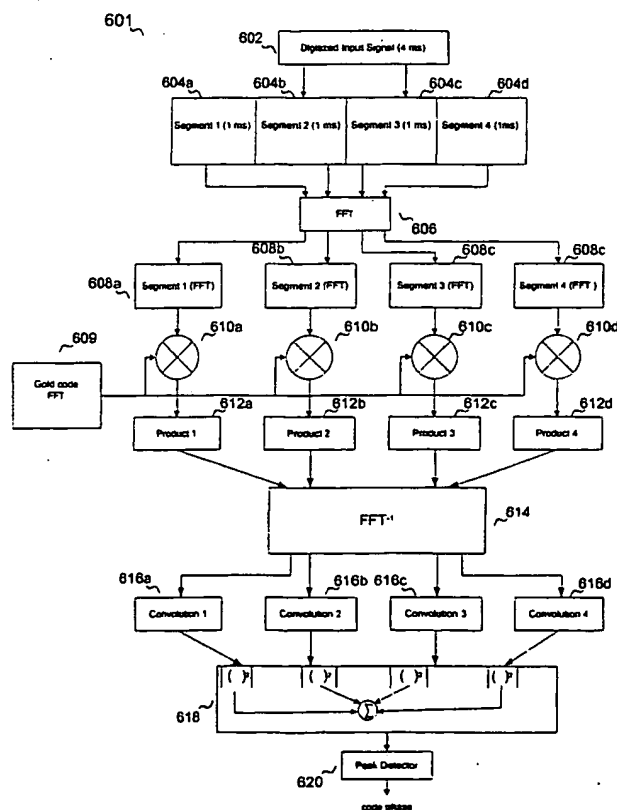 601
602
Digitized Input Signal (4 ms)
604a
604b
604c
604d
Segment 1 (1 ms)
Segment 2 (1 ms)
Segment 3 (1 ms)
Segment 4 (1ms)
FFT
606
608a
608b
608c
608c
Segment 1 (FFT)
Segment 2 (FFT)
Segment 3 (FFT)
Segment 4 (FFT)
609
610a
610b
610c
610d
Gold code
FFT
612a
612b
612c
612d
Product 1
Product 2
Product 3
Product 4
FFT⁻¹
614
616a
616b
616c
616d
Convolution 1
Convolution 2
Convolution 3
Convolution 4
|( )²|
|( )²|
|( )²|
|( )²|
Σ
618
620
Peak Detector
code phase